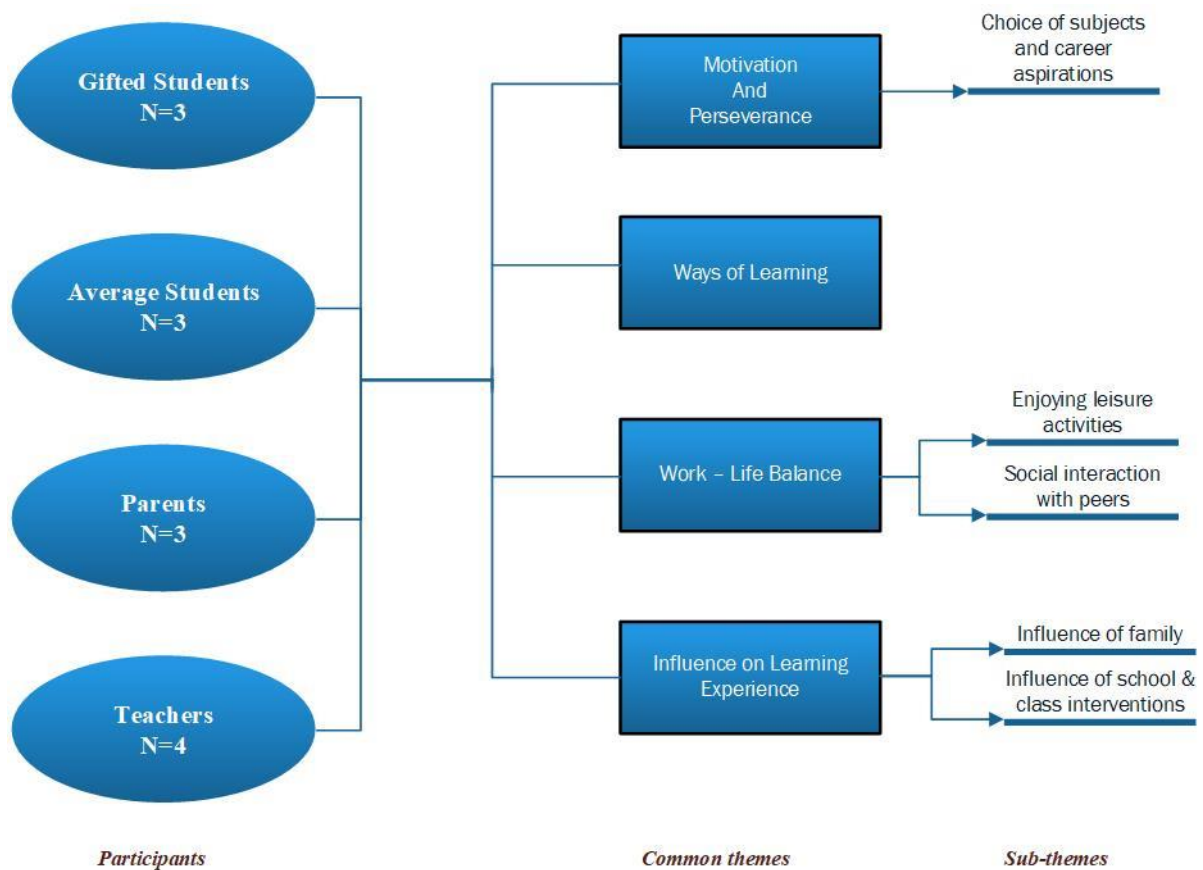 Gifted Students
N=3
Average Students
N=3
Parents
N=3
Teachers
N=4
Participants
Motivation
And
Perseverance
Ways of Learning
Work – Life Balance
Influence on Learning
Experience
Common themes
Choice of subjects
and career
aspirations
Enjoying leisure
activities
Social interaction
with peers
Influence of family
Influence of school &
class interventions
Sub-themes